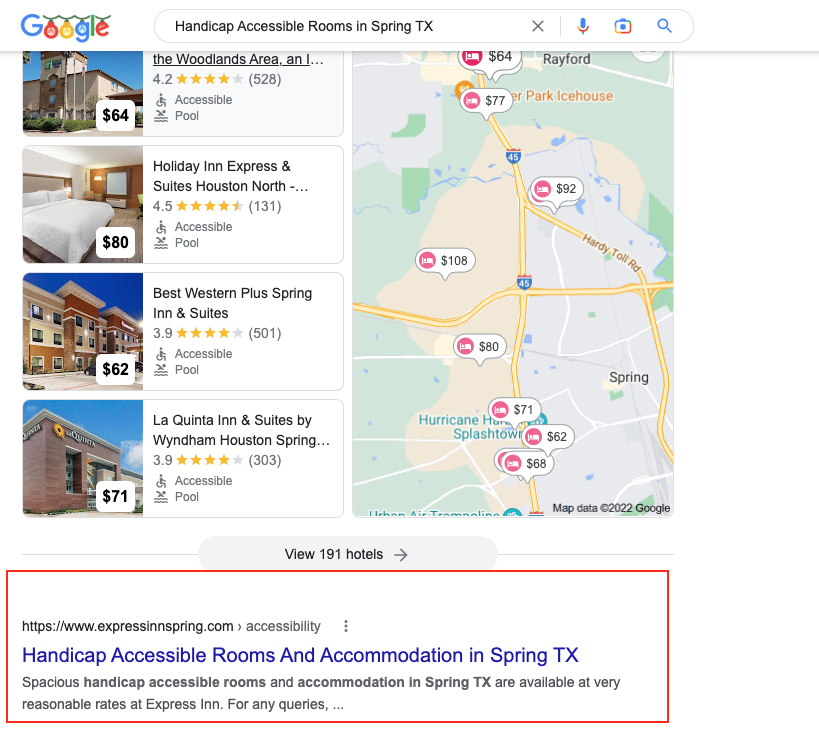 Google
Handicap Accessible Rooms in Spring TX
the Woodlands Area, an I...
4.2 (528)
Accessible
Pool
$64
Holiday Inn Express &
Suites Houston North -...
4.5 (131)
Accessible
Pool
$80
Best Western Plus Spring
Inn & Suites
3.9 (501)
Accessible
Pool
$62
La Quinta Inn & Suites by
Wyndham Houston Spring...
3.9 (303)
Accessible
Pool
LAQUINTA
$71
$64
Rayford
$77
er Park Icehouse
45
$92
Hardy Toll Rd
$108
45
$80
Spring
$71
Hurricane Har
Splashtown
$62
$68
Urban Air Trampoline
Map data ©2022 Google
View 191 hotels →
https://www.expressinnspring.com › accessibility
Handicap Accessible Rooms And Accommodation in Spring TX
Spacious handicap accessible rooms and accommodation in Spring TX are available at very
reasonable rates at Express Inn. For any queries, ...